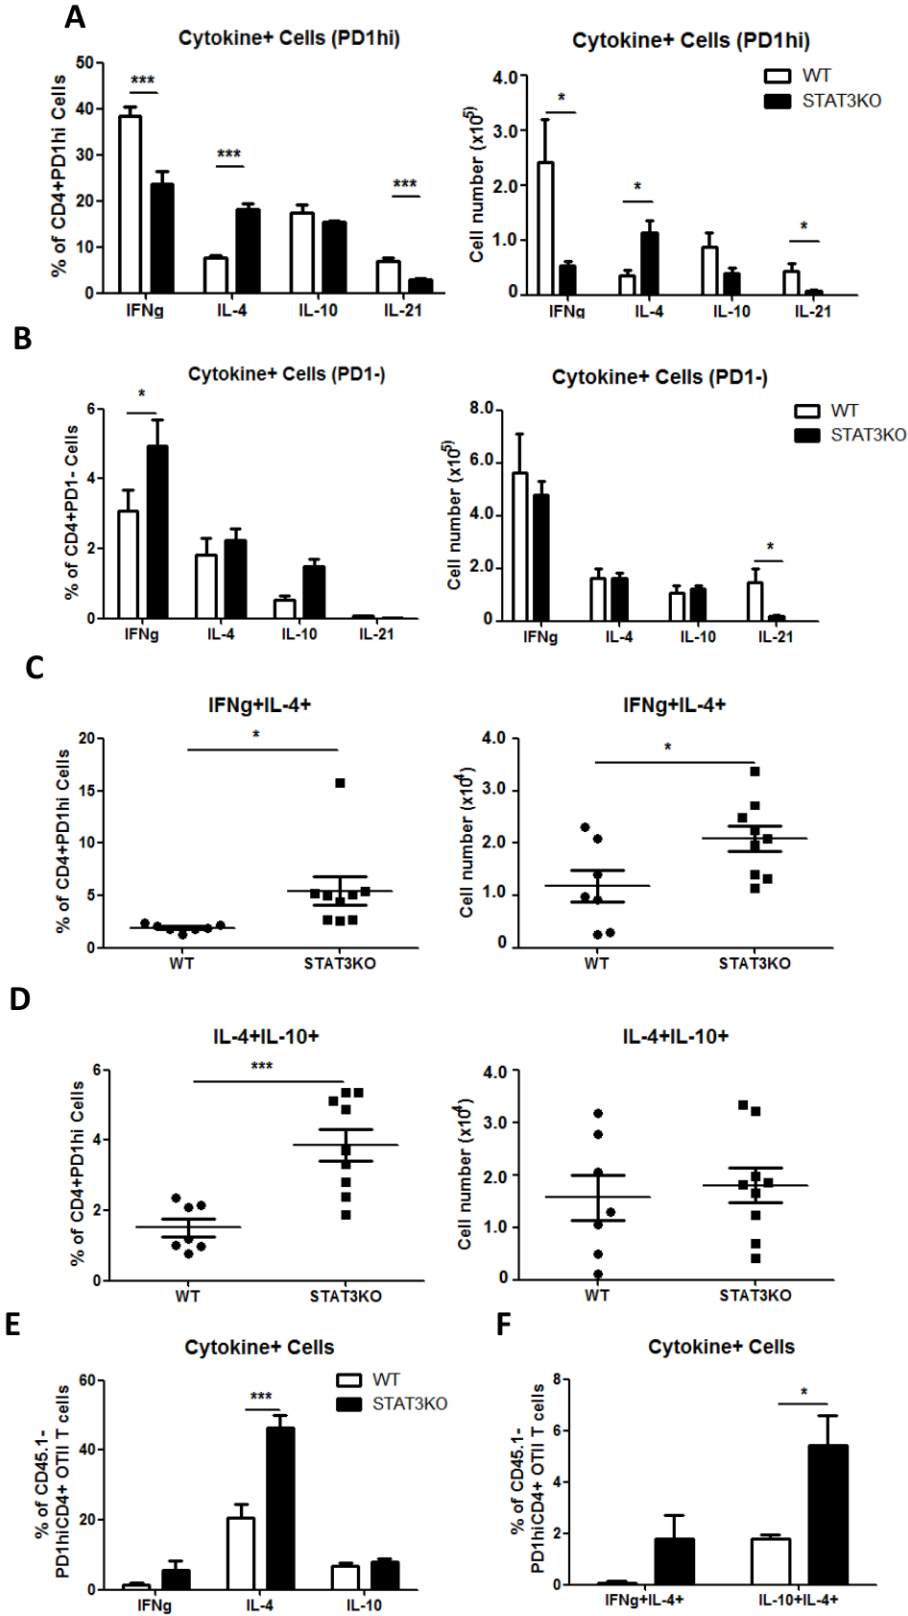 A
Cytokine+ Cells (PD1hi)
% of CD4+PD1hi Cells
50
40
30
20
10
0
***
***
***
IFNg IL-4 IL-10 IL-21
Cytokine+ Cells (PD1hi)
WT
STAT3KO
Cell number (x10^5)
4.0
3.0
2.0
1.0
0
*
*
*
IFNg IL-4 IL-10 IL-21
B
Cytokine+ Cells (PD1-)
% of CD4+PD1- Cells
6
4
2
0
*
IFNg IL-4 IL-10 IL-21
Cytokine+ Cells (PD1-)
WT
STAT3KO
Cell number (x10^5)
8.0
6.0
4.0
2.0
0
*
IFNg IL-4 IL-10 IL-21
C
IFNg+IL-4+
% of CD4+PD1hi Cells
20
15
10
5
0
*
WT STAT3KO
IFNg+IL-4+
Cell number (x10^4)
4.0
3.0
2.0
1.0
0
*
WT STAT3KO
D
IL-4+IL-10+
% of CD4+PD1hi Cells
6
4
2
0
***
WT STAT3KO
IL-4+IL-10+
Cell number (x10^4)
4.0
3.0
2.0
1.0
0
WT STAT3KO
E
Cytokine+ Cells
WT
STAT3KO
% of CD45.1-
PD1hiCD4+ OTII T cells
60
40
20
0
***
IFNg IL-4 IL-10
F
Cytokine+ Cells
% of CD45.1-
PD1hiCD4+ OTII T cells
8
6
4
2
0
*
IFNg+IL-4+ IL-10+IL-4+